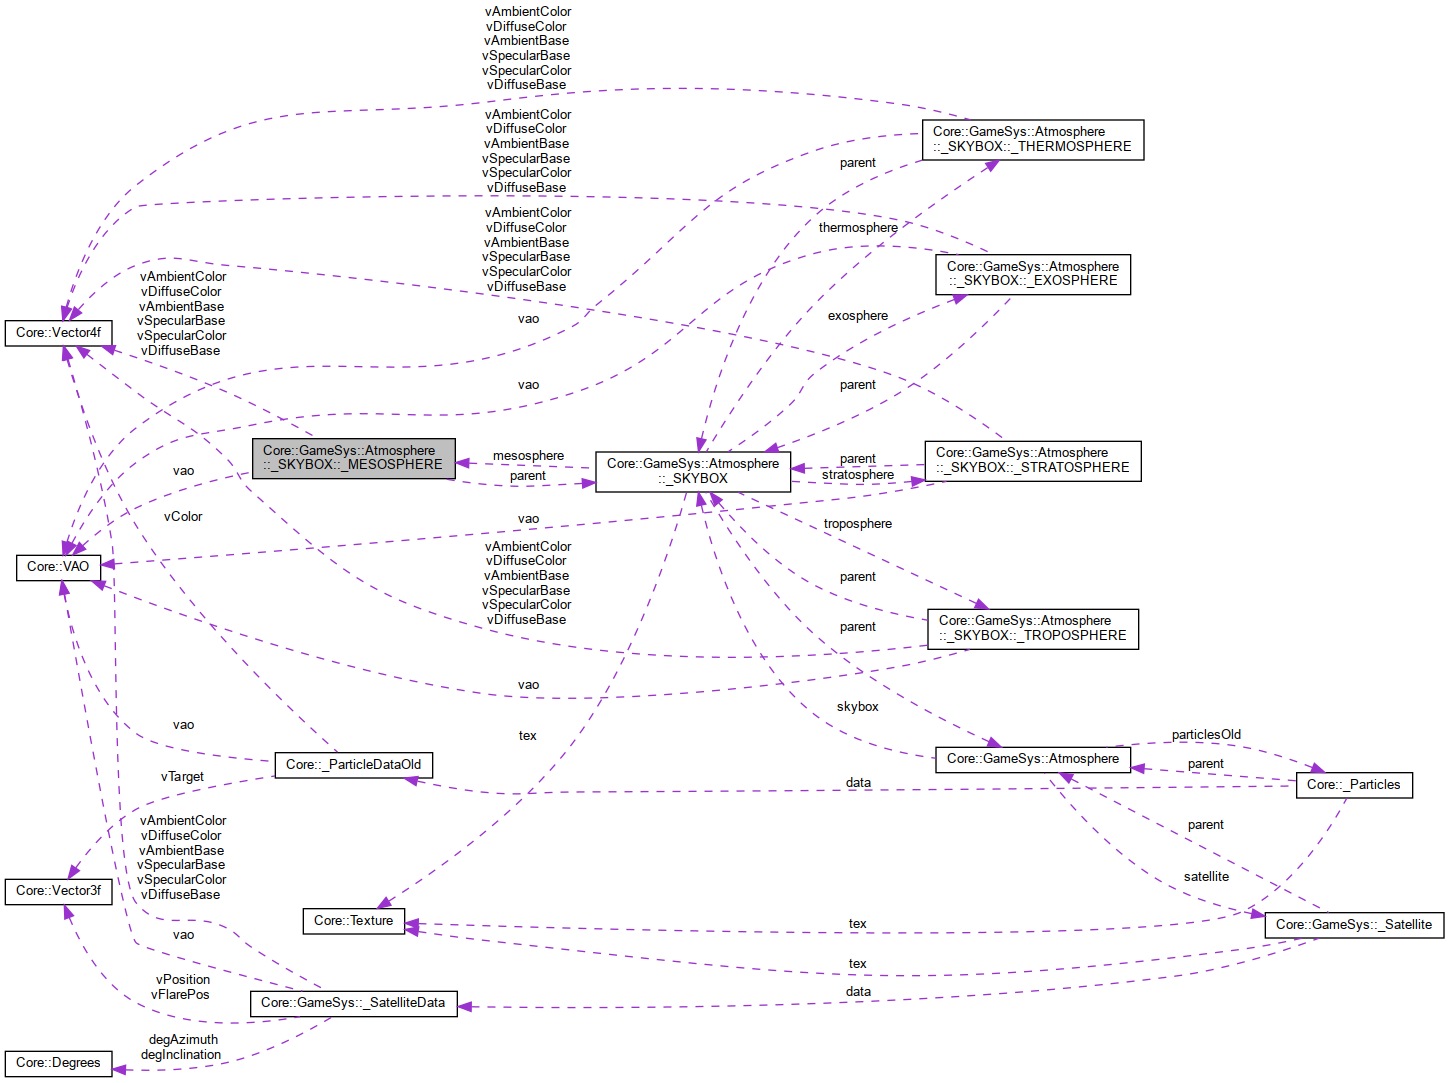 vAmbientColor
vDiffuseColor
vAmbientBase
vSpecularBase
vSpecularColor
vDiffuseBase
vAmbientColor
vDiffuseColor
vAmbientBase
vSpecularBase
vSpecularColor
vDiffuseBase
Core::GameSys::Atmosphere
::_SKYBOX::_THERMOSPHERE
parent
vAmbientColor
vDiffuseColor
vAmbientBase
vSpecularBase
vSpecularColor
vDiffuseBase
thermosphere
Core::GameSys::Atmosphere
::_SKYBOX::_EXOSPHERE
vAmbientColor
vDiffuseColor
vAmbientBase
vSpecularBase
vSpecularColor
vDiffuseBase
Core::Vector4f
vao
exosphere
vao
parent
Core::GameSys::Atmosphere
::_SKYBOX::_MESOSPHERE
mesosphere
parent
Core::GameSys::Atmosphere
::_SKYBOX
parent
stratosphere
Core::GameSys::Atmosphere
::_SKYBOX::_STRATOSPHERE
vao
vColor
vao
troposphere
Core::VAO
vAmbientColor
vDiffuseColor
vAmbientBase
vSpecularBase
vSpecularColor
vDiffuseBase
parent
parent
Core::GameSys::Atmosphere
::_SKYBOX::_TROPOSPHERE
vao
skybox
vao
tex
particlesOld
Core::_ParticleDataOld
vTarget
Core::GameSys::Atmosphere
parent
data
Core::_Particles
vAmbientColor
vDiffuseColor
vAmbientBase
vSpecularBase
vSpecularColor
vDiffuseBase
parent
Core::Vector3f
satellite
Core::Texture
tex
Core::GameSys::_Satellite
vao
tex
vPosition
vFlarePos
Core::GameSys::_SatelliteData
data
degAzimuth
degInclination
Core::Degrees